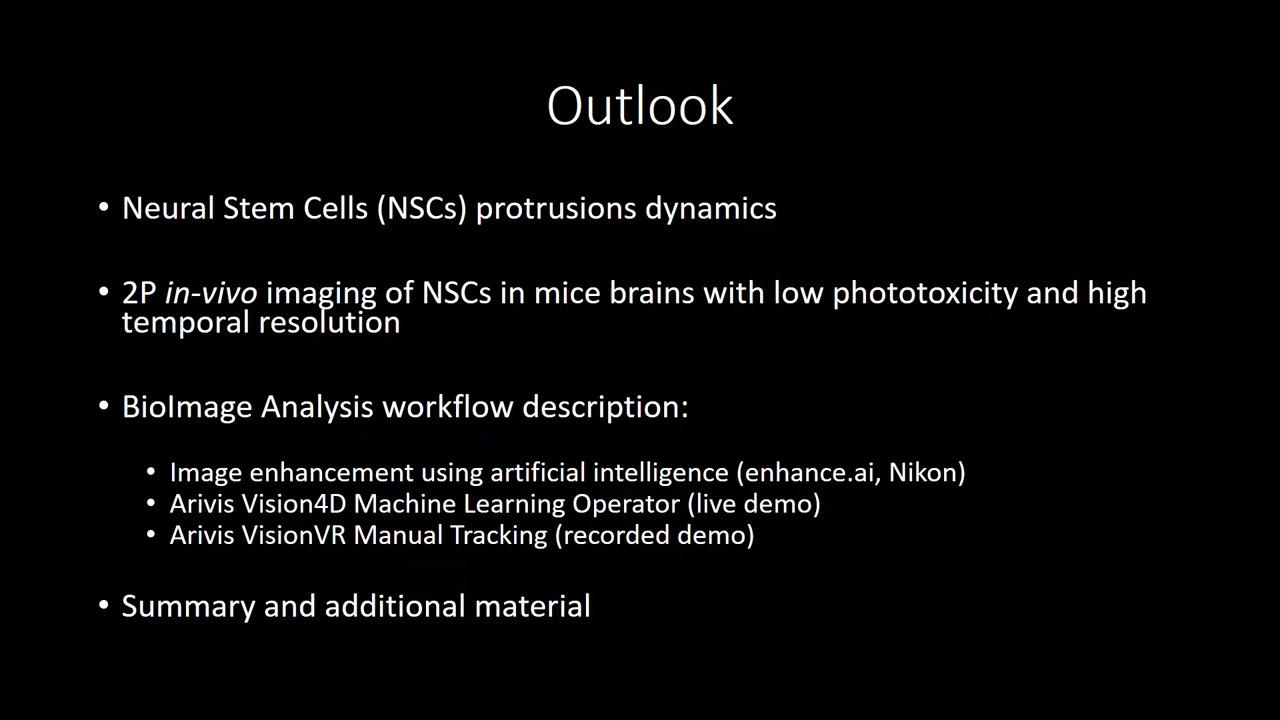 Outlook
• Neural Stem Cells (NSCs) protrusions dynamics
• 2P in-vivo imaging of NSCs in mice brains with low phototoxicity and high
temporal resolution
• BioImage Analysis workflow description:
• Image enhancement using artificial intelligence (enhance.ai, Nikon)
• Arivis Vision4D Machine Learning Operator (live demo)
• Arivis VisionVR Manual Tracking (recorded demo)
• Summary and additional material